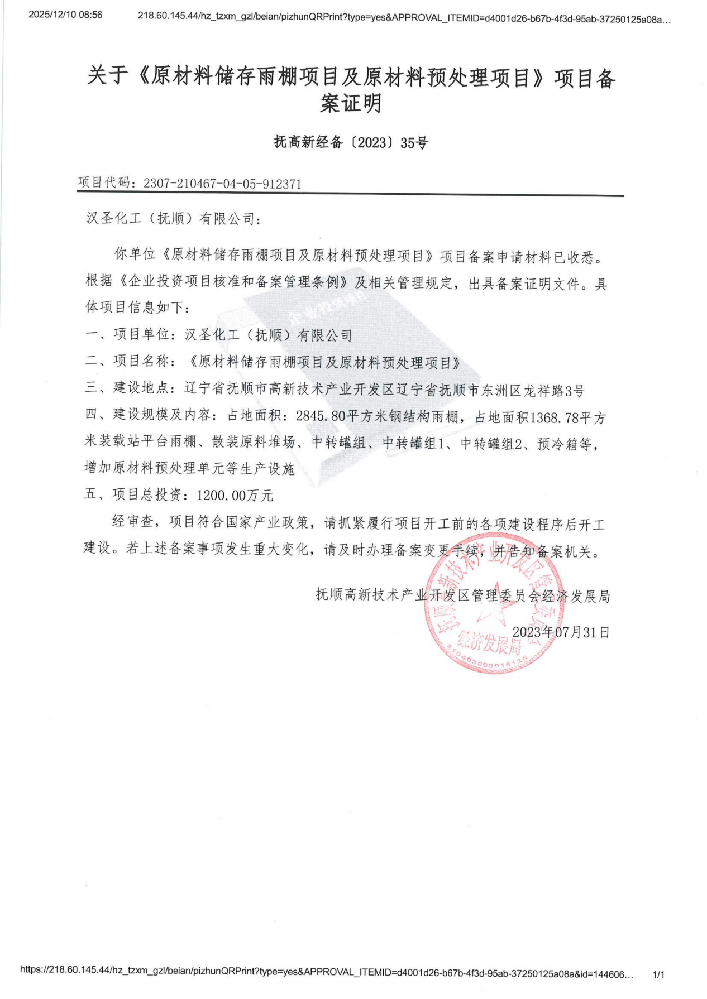 2025/12/10 08:56
218.60.145.44/hz_tzxm_gzl/beian/pizhunQRPrint?type=yes&APPROVAL_ITEMID=d4001d26-b67b-4f3d-95ab-37250125a08a...
关于《原材料储存雨棚项目及原材料预处理项目》项目备
案证明
抚高新经备〔2023〕35号
项目代码：2307-210467-04-05-912371
汉圣化工（抚顺）有限公司：
你单位《原材料储存雨棚项目及原材料预处理项目》项目备案申请材料已收悉。
根据《企业投资项目核准和备案管理条例》及相关管理规定，出具备案证明文件。具
体项目信息如下：
企业投资项目
一、项目单位：汉圣化工（抚顺）有限公司
二、项目名称：《原材料储存雨棚项目及原材料预处理项目》
三、建设地点：辽宁省抚顺市高新技术产业开发区辽宁省抚顺市东洲区龙祥路3号
四、建设规模及内容：占地面积：2845.80平方米钢结构雨棚，占地面积1368.78平方
米装载站平台雨棚、散装原料堆场、中转罐组、中转罐组1、中转罐组2、预冷箱等，
增加原材料预处理单元等生产设施
五、项目总投资：1200.00万元
经审查，项目符合国家产业政策，请抓紧履行项目开工前的各项建设程序后开工
建设。若上述备案事项发生重大变化，请及时办理备案变更手续，并告知备案机关。
抚顺高新技术产业开发区管理委员会经济发展局
2023年07月31日
抚顺高新技术产业开发区管理委员会
经济发展局
https://218.60.145.44/hz_tzxm_gzl/beian/pizhunQRPrint?type=yes&APPROVAL_ITEMID=d4001d26-b67b-4f3d-95ab-37250125a08a&id=144606...
1/1